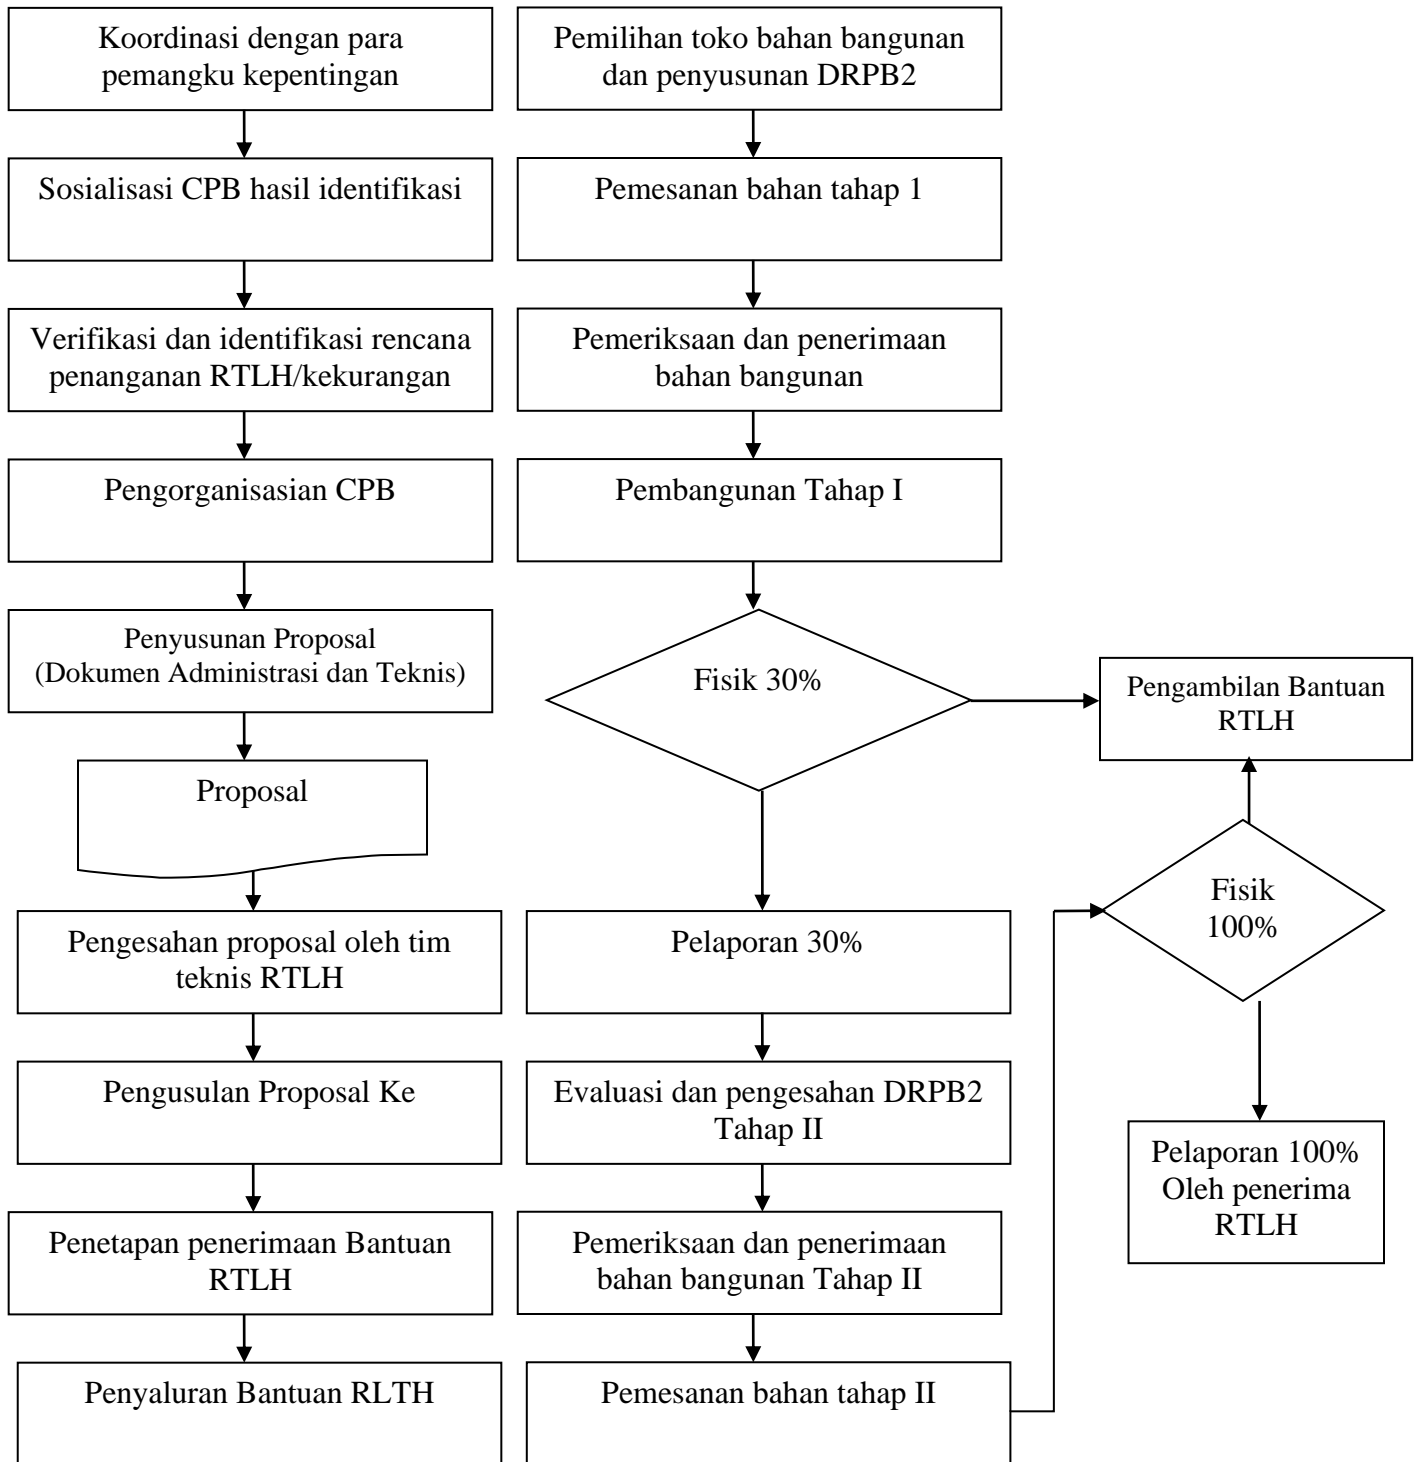 Koordinasi dengan para
pemangku kepentingan
Sosialisasi CPB hasil identifikasi
Verifikasi dan identifikasi rencana
penanganan RTLH/kekurangan
Pengorganisasian CPB
Penyusunan Proposal
(Dokumen Administrasi dan Teknis)
Proposal
Pengesahan proposal oleh tim
teknis RTLH
Pengusulan Proposal Ke
Penetapan penerimaan Bantuan
RTLH
Penyaluran Bantuan RLTH
Pemilihan toko bahan bangunan
dan penyusunan DRPB2
Pemesanan bahan tahap 1
Pemeriksaan dan penerimaan
bahan bangunan
Pembangunan Tahap I
Fisik 30%
Pelaporan 30%
Evaluasi dan pengesahan DRPB2
Tahap II
Pemeriksaan dan penerimaan
bahan bangunan Tahap II
Pemesanan bahan tahap II
Pengambilan Bantuan
RTLH
Fisik
100%
Pelaporan 100%
Oleh penerima
RTLH